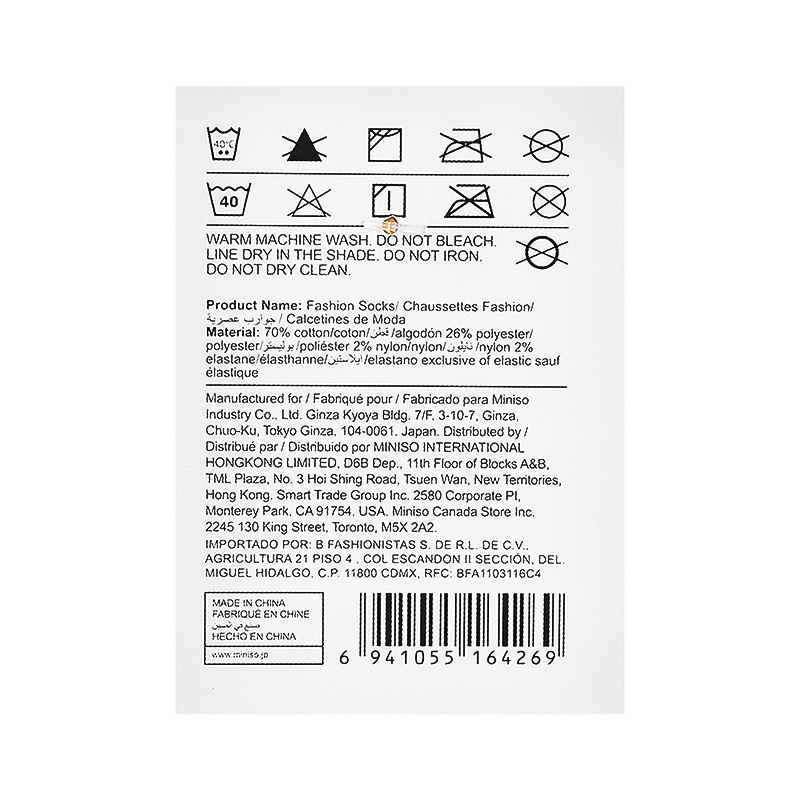 40°C
40
WARM MACHINE WASH. DO NOT BLEACH.
LINE DRY IN THE SHADE. DO NOT IRON.
DO NOT DRY CLEAN.
Product Name: Fashion Socks/ Chaussettes Fashion/
جوارب عصرية / Calcetines de Moda
Material: 70% cotton/coton/قطن/algodón 26% polyester/
polyester/بوليستر/poliéster 2% nylon/nylon/نايلون/nylon 2%
elastane/élasthanne/ايلاستين/elastano exclusive of elastic sauf
élastique
Manufactured for / Fabriqué pour / Fabricado para Miniso
Industry Co., Ltd. Ginza Kyoya Bldg. 7/F, 3-10-7, Ginza,
Chuo-Ku, Tokyo Ginza, 104-0061, Japan. Distributed by /
Distribué par / Distribuido por MINISO INTERNATIONAL
HONGKONG LIMITED, D6B Dep., 11th Floor of Blocks A&B,
TML Plaza, No. 3 Hoi Shing Road, Tsuen Wan, New Territories,
Hong Kong. Smart Trade Group Inc. 2580 Corporate Pl,
Monterey Park, CA 91754, USA. Miniso Canada Store Inc.
2245 130 King Street, Toronto, M5X 2A2.
IMPORTADO POR: B FASHIONISTAS S. DE R.L. DE C.V.,
AGRICULTURA 21 PISO 4 , COL ESCANDON II SECCIÓN, DEL.
MIGUEL HIDALGO, C.P. 11800 CDMX, RFC: BFA1103116C4
MADE IN CHINA
FABRIQUÉ EN CHINE
صنع في الصين
HECHO EN CHINA
www.miniso.jp
6 941055 164269